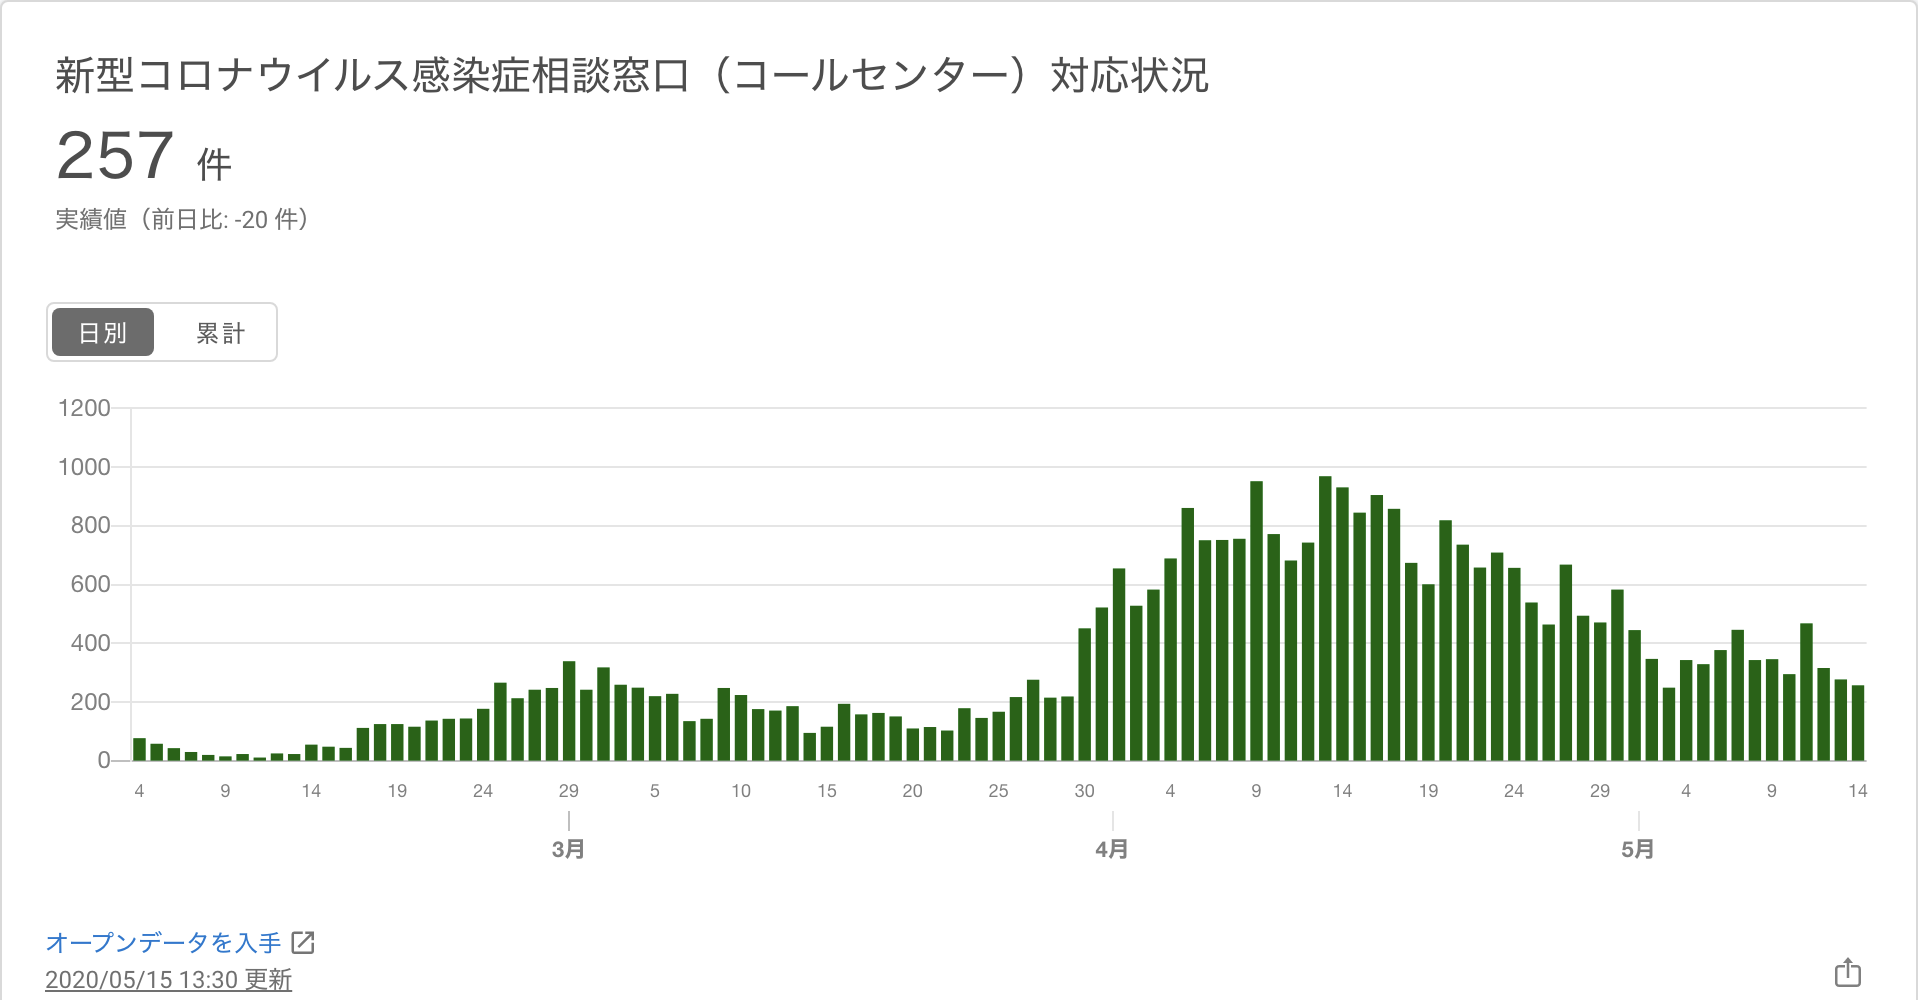 新型コロナウイルス感染症相談窓口（コールセンター）対応状況
257 件
実績値（前日比: -20 件）
日別 累計
1200
1000
800
600
400
200
0
4 9 14 19 24 29 5 10 15 20 25 30 4 9 14 19 24 29 4 9 14
3月 4月 5月
オープンデータを入手
2020/05/15 13:30 更新